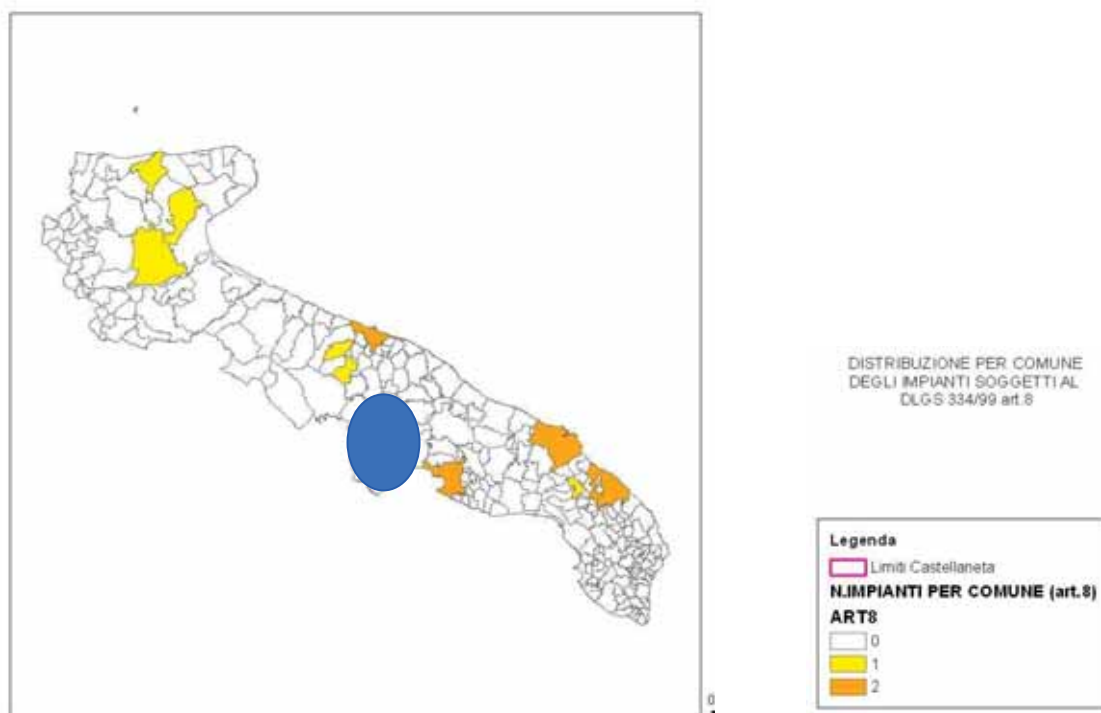 DISTRIBUZIONE PER COMUNE
DEGLI IMPIANTI SOGGETTI AL
DLGS 334/99 art.8
Legenda
Limiti Castellaneta
N.IMPIANTI PER COMUNE (art.8)
ART8
0
1
2
0